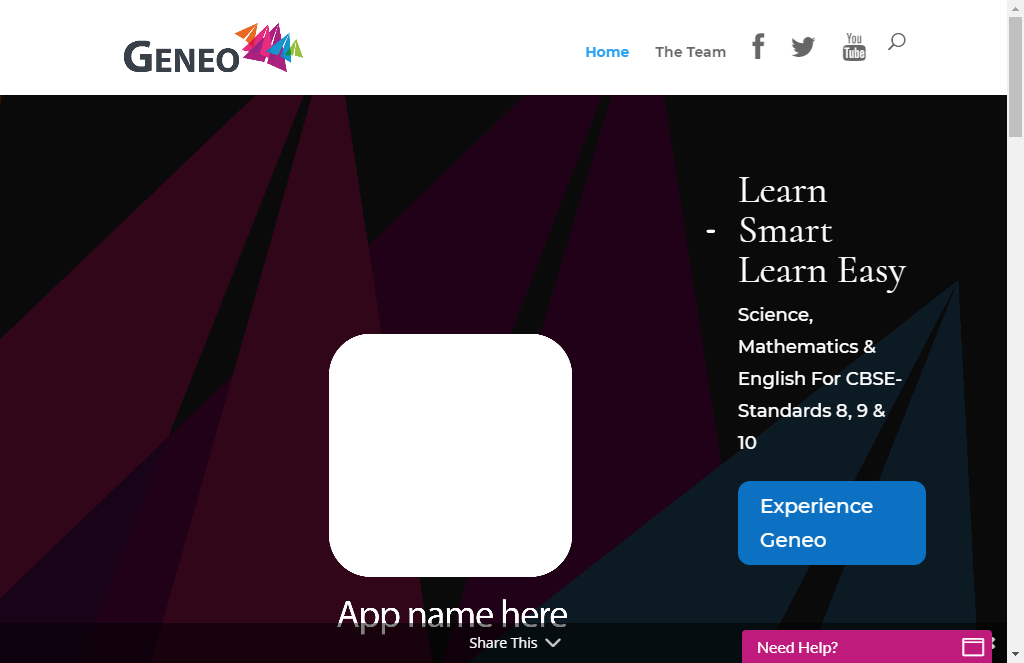 GENEO
Home
The Team
You
Tube
-
Learn
Smart
Learn Easy
Science,
Mathematics &
English For CBSE-
Standards 8, 9 &
10
Experience
Geneo
App name here
Share This
Need Help?